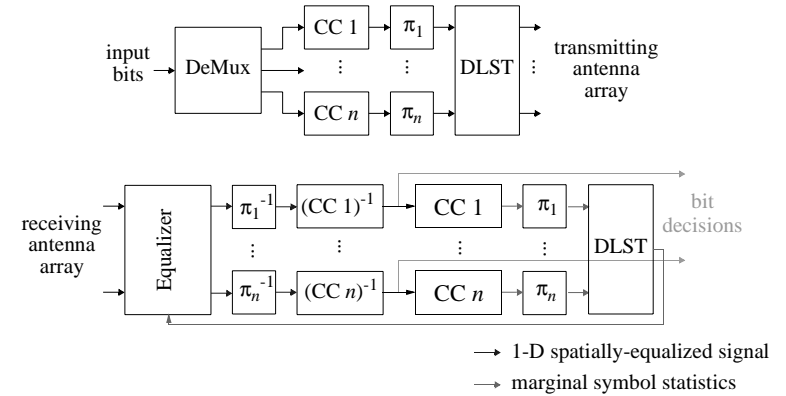 input
bits
DeMux
CC 1
π₁
⋮
⋮
CC n
πₙ
DLST
⋮
transmitting
antenna
array
receiving
antenna
array
Equalizer
π₁⁻¹
(CC 1)⁻¹
CC 1
π₁
⋮
⋮
⋮
⋮
πₙ⁻¹
(CC n)⁻¹
CC n
πₙ
DLST
bit
decisions
1-D spatially-equalized signal
marginal symbol statistics